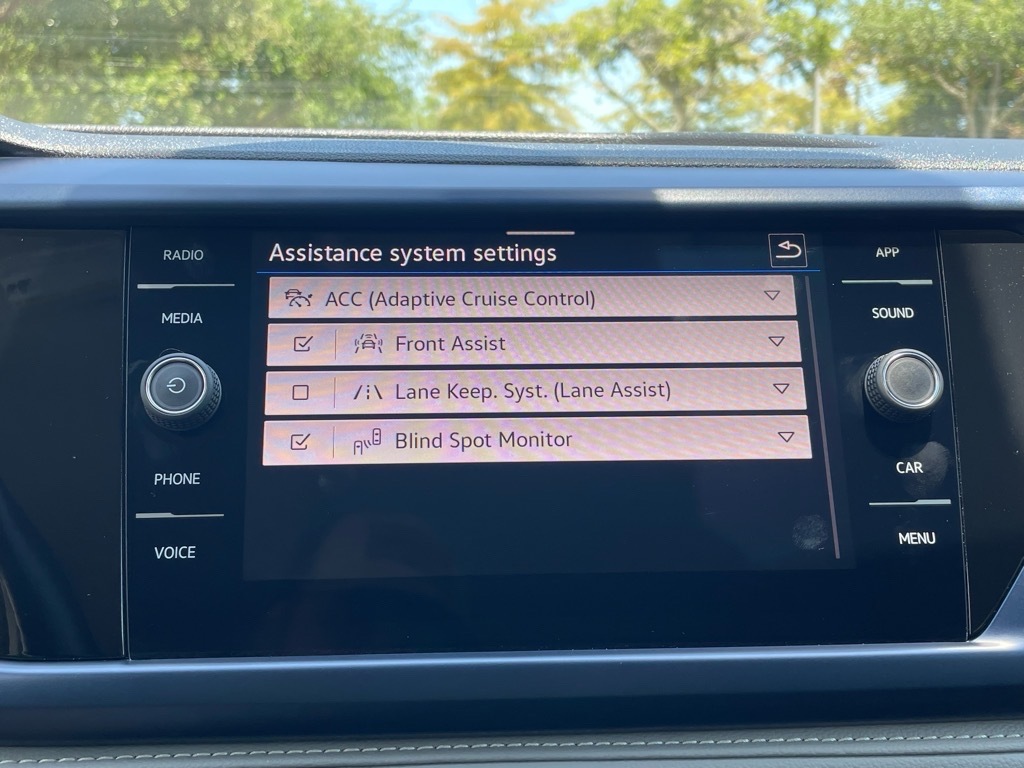 Assistance system settings
ACC (Adaptive Cruise Control)
Front Assist
Lane Keep. Syst. (Lane Assist)
Blind Spot Monitor
RADIO
MEDIA
PHONE
VOICE
APP
SOUND
CAR
MENU